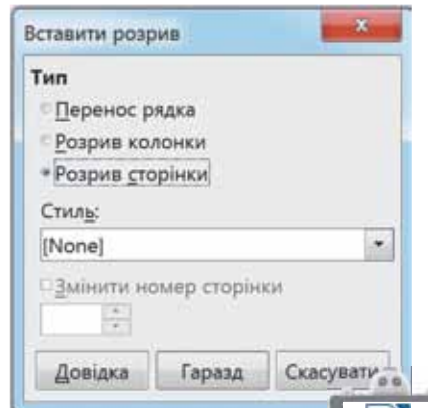 Вставити розрив
Тип
Перенос рядка
Розрив колонки
Розрив сторінки
Стиль:
[None]
Змінити номер сторінки
Довідка Гаразд Скасувати